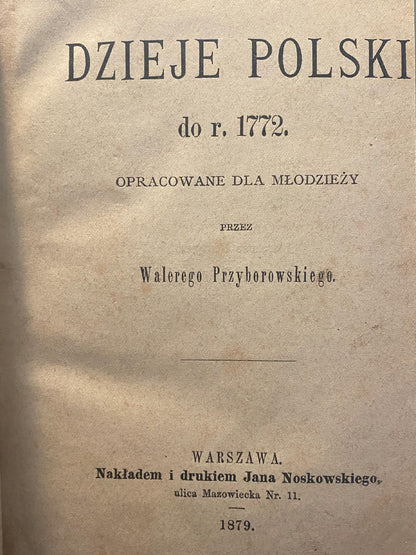 DZIEJE POLSKI
do r. 1772.
OPRACOWANE DLA MŁODZIEŻY
PRZEZ
Walerego Przyborowskiego.
WARSZAWA.
Nakładem i drukiem Jana Noskowskiego,
ulica Mazowiecka Nr. 11.
1879.